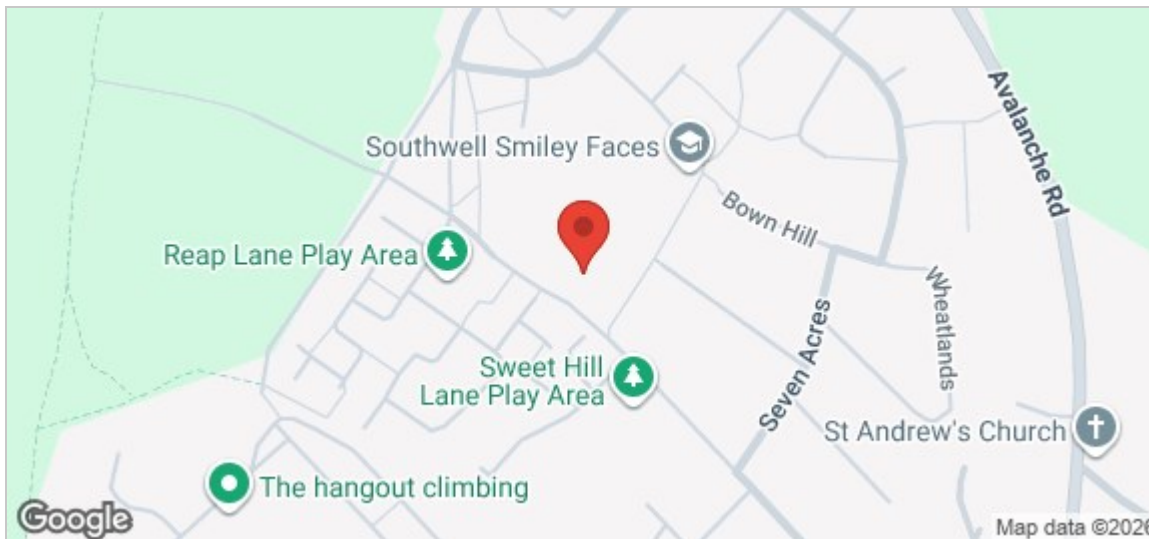 Avalanche Rd
Southwell Smiley Faces
Bown Hill
Reap Lane Play Area
Wheatlands
Seven Acres
Sweet Hill
Lane Play Area
St Andrew's Church
The hangout climbing
Google
Map data ©2026